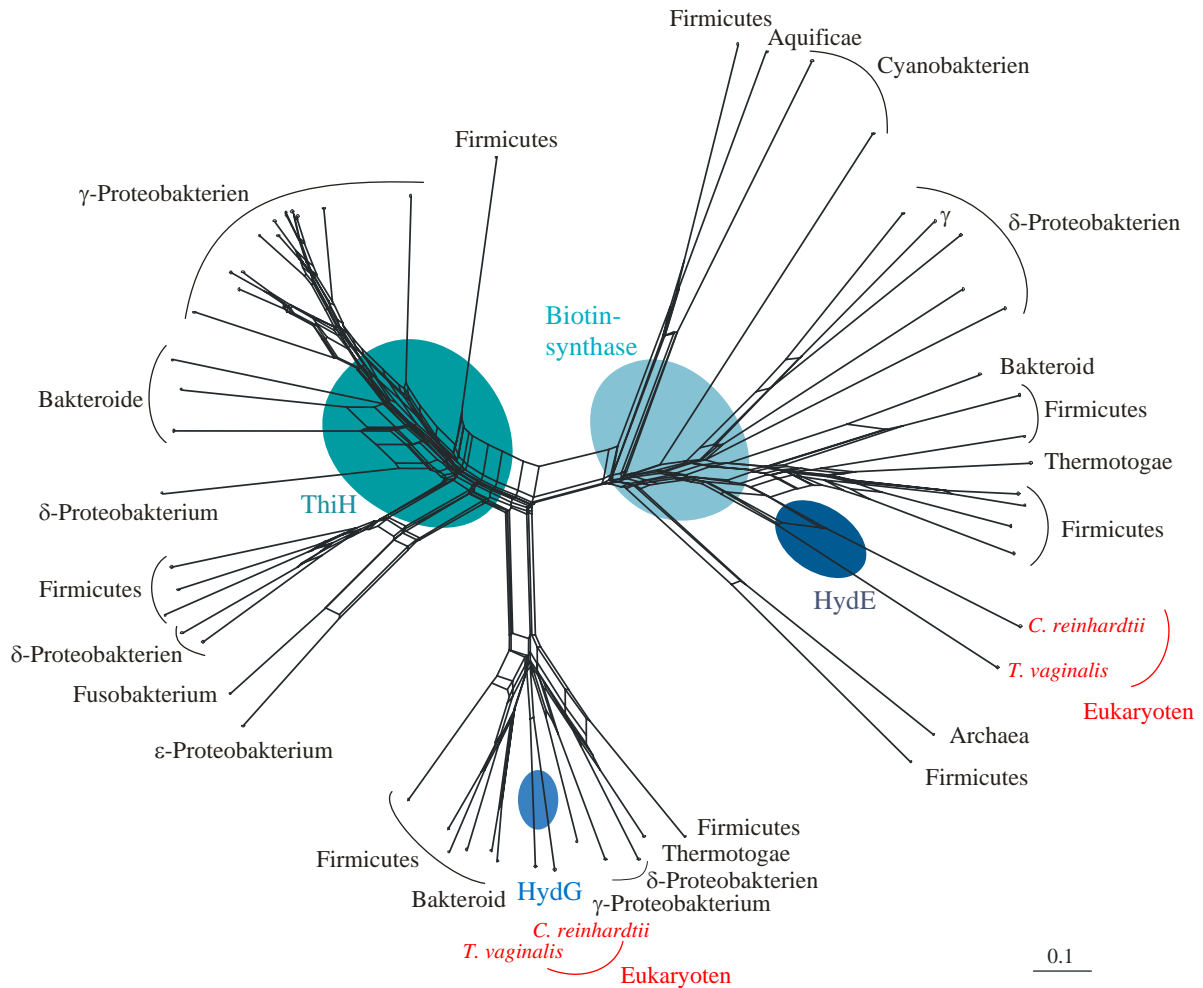 Firmicutes
Aquificae
Cyanobakterien
Firmicutes
γ-Proteobakterien
γ
δ-Proteobakterien
Biotin-
synthase
Bakteroid
Bakteroide
Firmicutes
Thermotogae
ThiH
δ-Proteobakterium
Firmicutes
Firmicutes
HydE
C. reinhardtii
δ-Proteobakterien
T. vaginalis
Fusobakterium
Eukaryoten
ε-Proteobakterium
Archaea
Firmicutes
Firmicutes
Thermotogae
Firmicutes
δ-Proteobakterien
Bakteroid
HydG
γ-Proteobakterium
C. reinhardtii
T. vaginalis
Eukaryoten
0.1